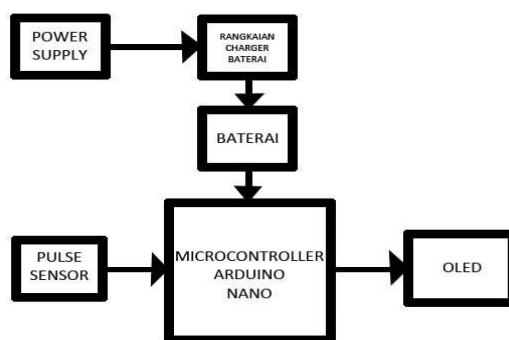 POWER
SUPPLY
RANGKAIAN
CHARGER
BATERAI
BATERAI
PULSE
SENSOR
MICROCONTROLLER
ARDUINO
NANO
OLED